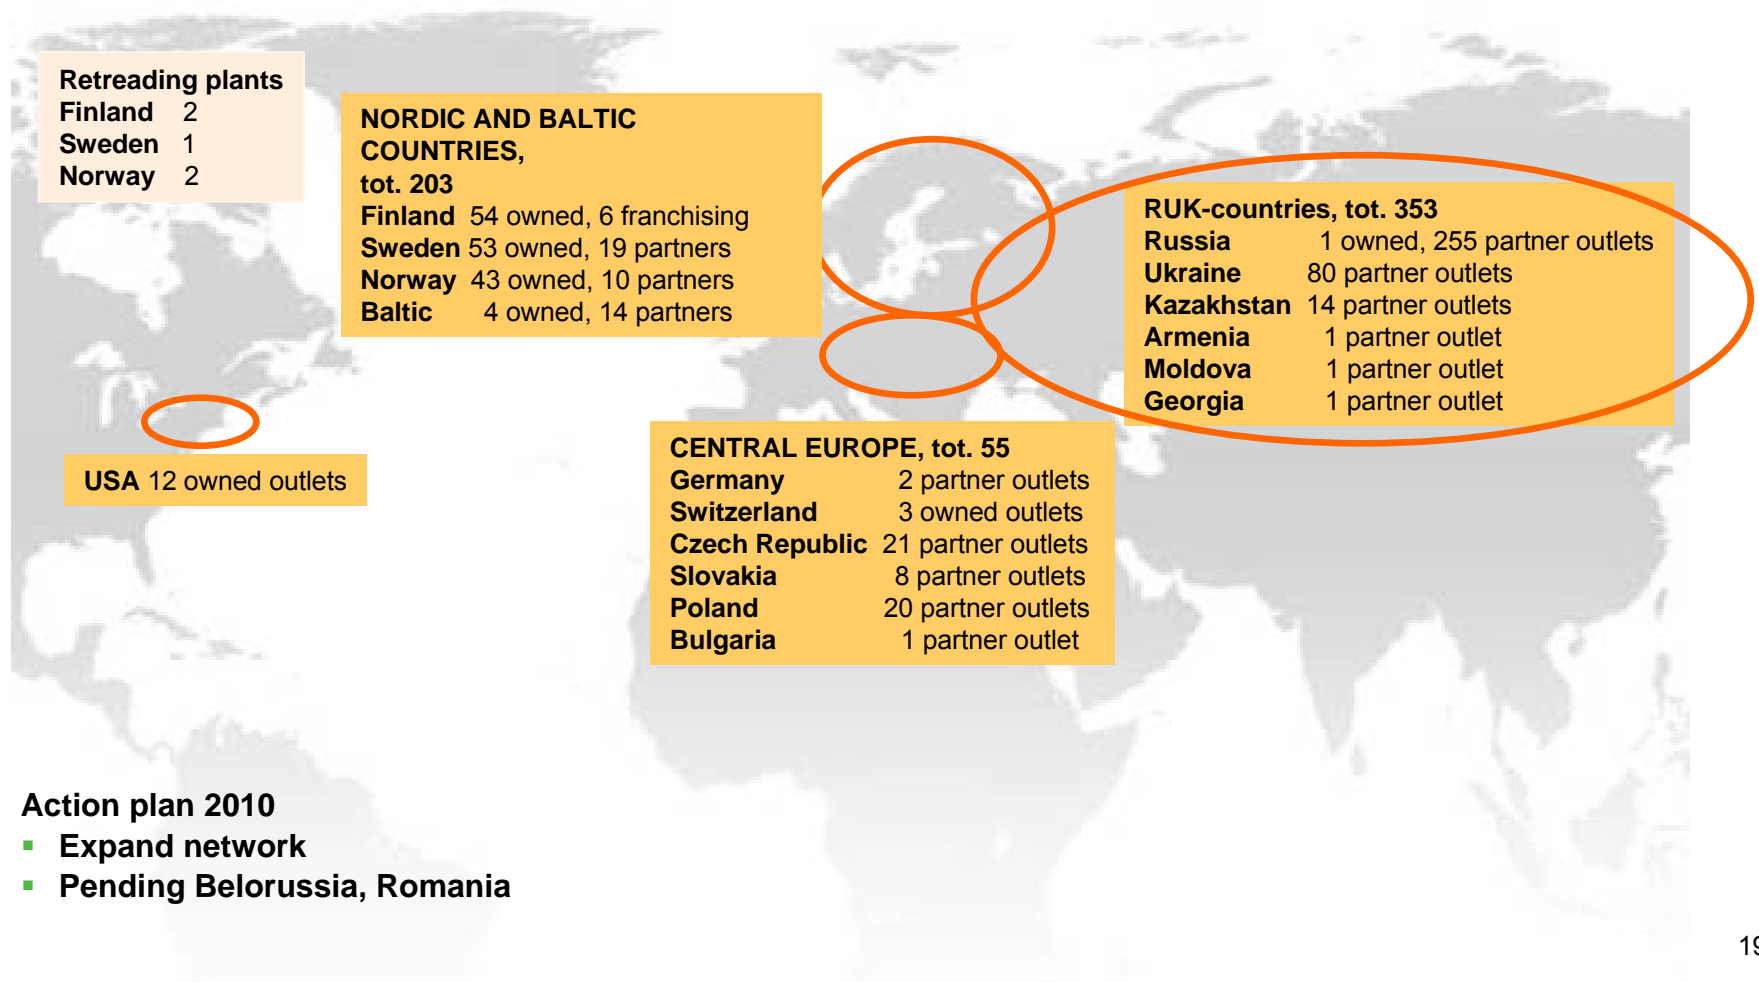 Retreading plants
Finland 2
Sweden 1
Norway 2
NORDIC AND BALTIC
COUNTRIES,
tot. 203
Finland 54 owned, 6 franchising
Sweden 53 owned, 19 partners
Norway 43 owned, 10 partners
Baltic 4 owned, 14 partners
RUK-countries, tot. 353
Russia 1 owned, 255 partner outlets
Ukraine 80 partner outlets
Kazakhstan 14 partner outlets
Armenia 1 partner outlet
Moldova 1 partner outlet
Georgia 1 partner outlet
USA 12 owned outlets
CENTRAL EUROPE, tot. 55
Germany 2 partner outlets
Switzerland 3 owned outlets
Czech Republic 21 partner outlets
Slovakia 8 partner outlets
Poland 20 partner outlets
Bulgaria 1 partner outlet
Action plan 2010
▪ Expand network
▪ Pending Belorussia, Romania
19